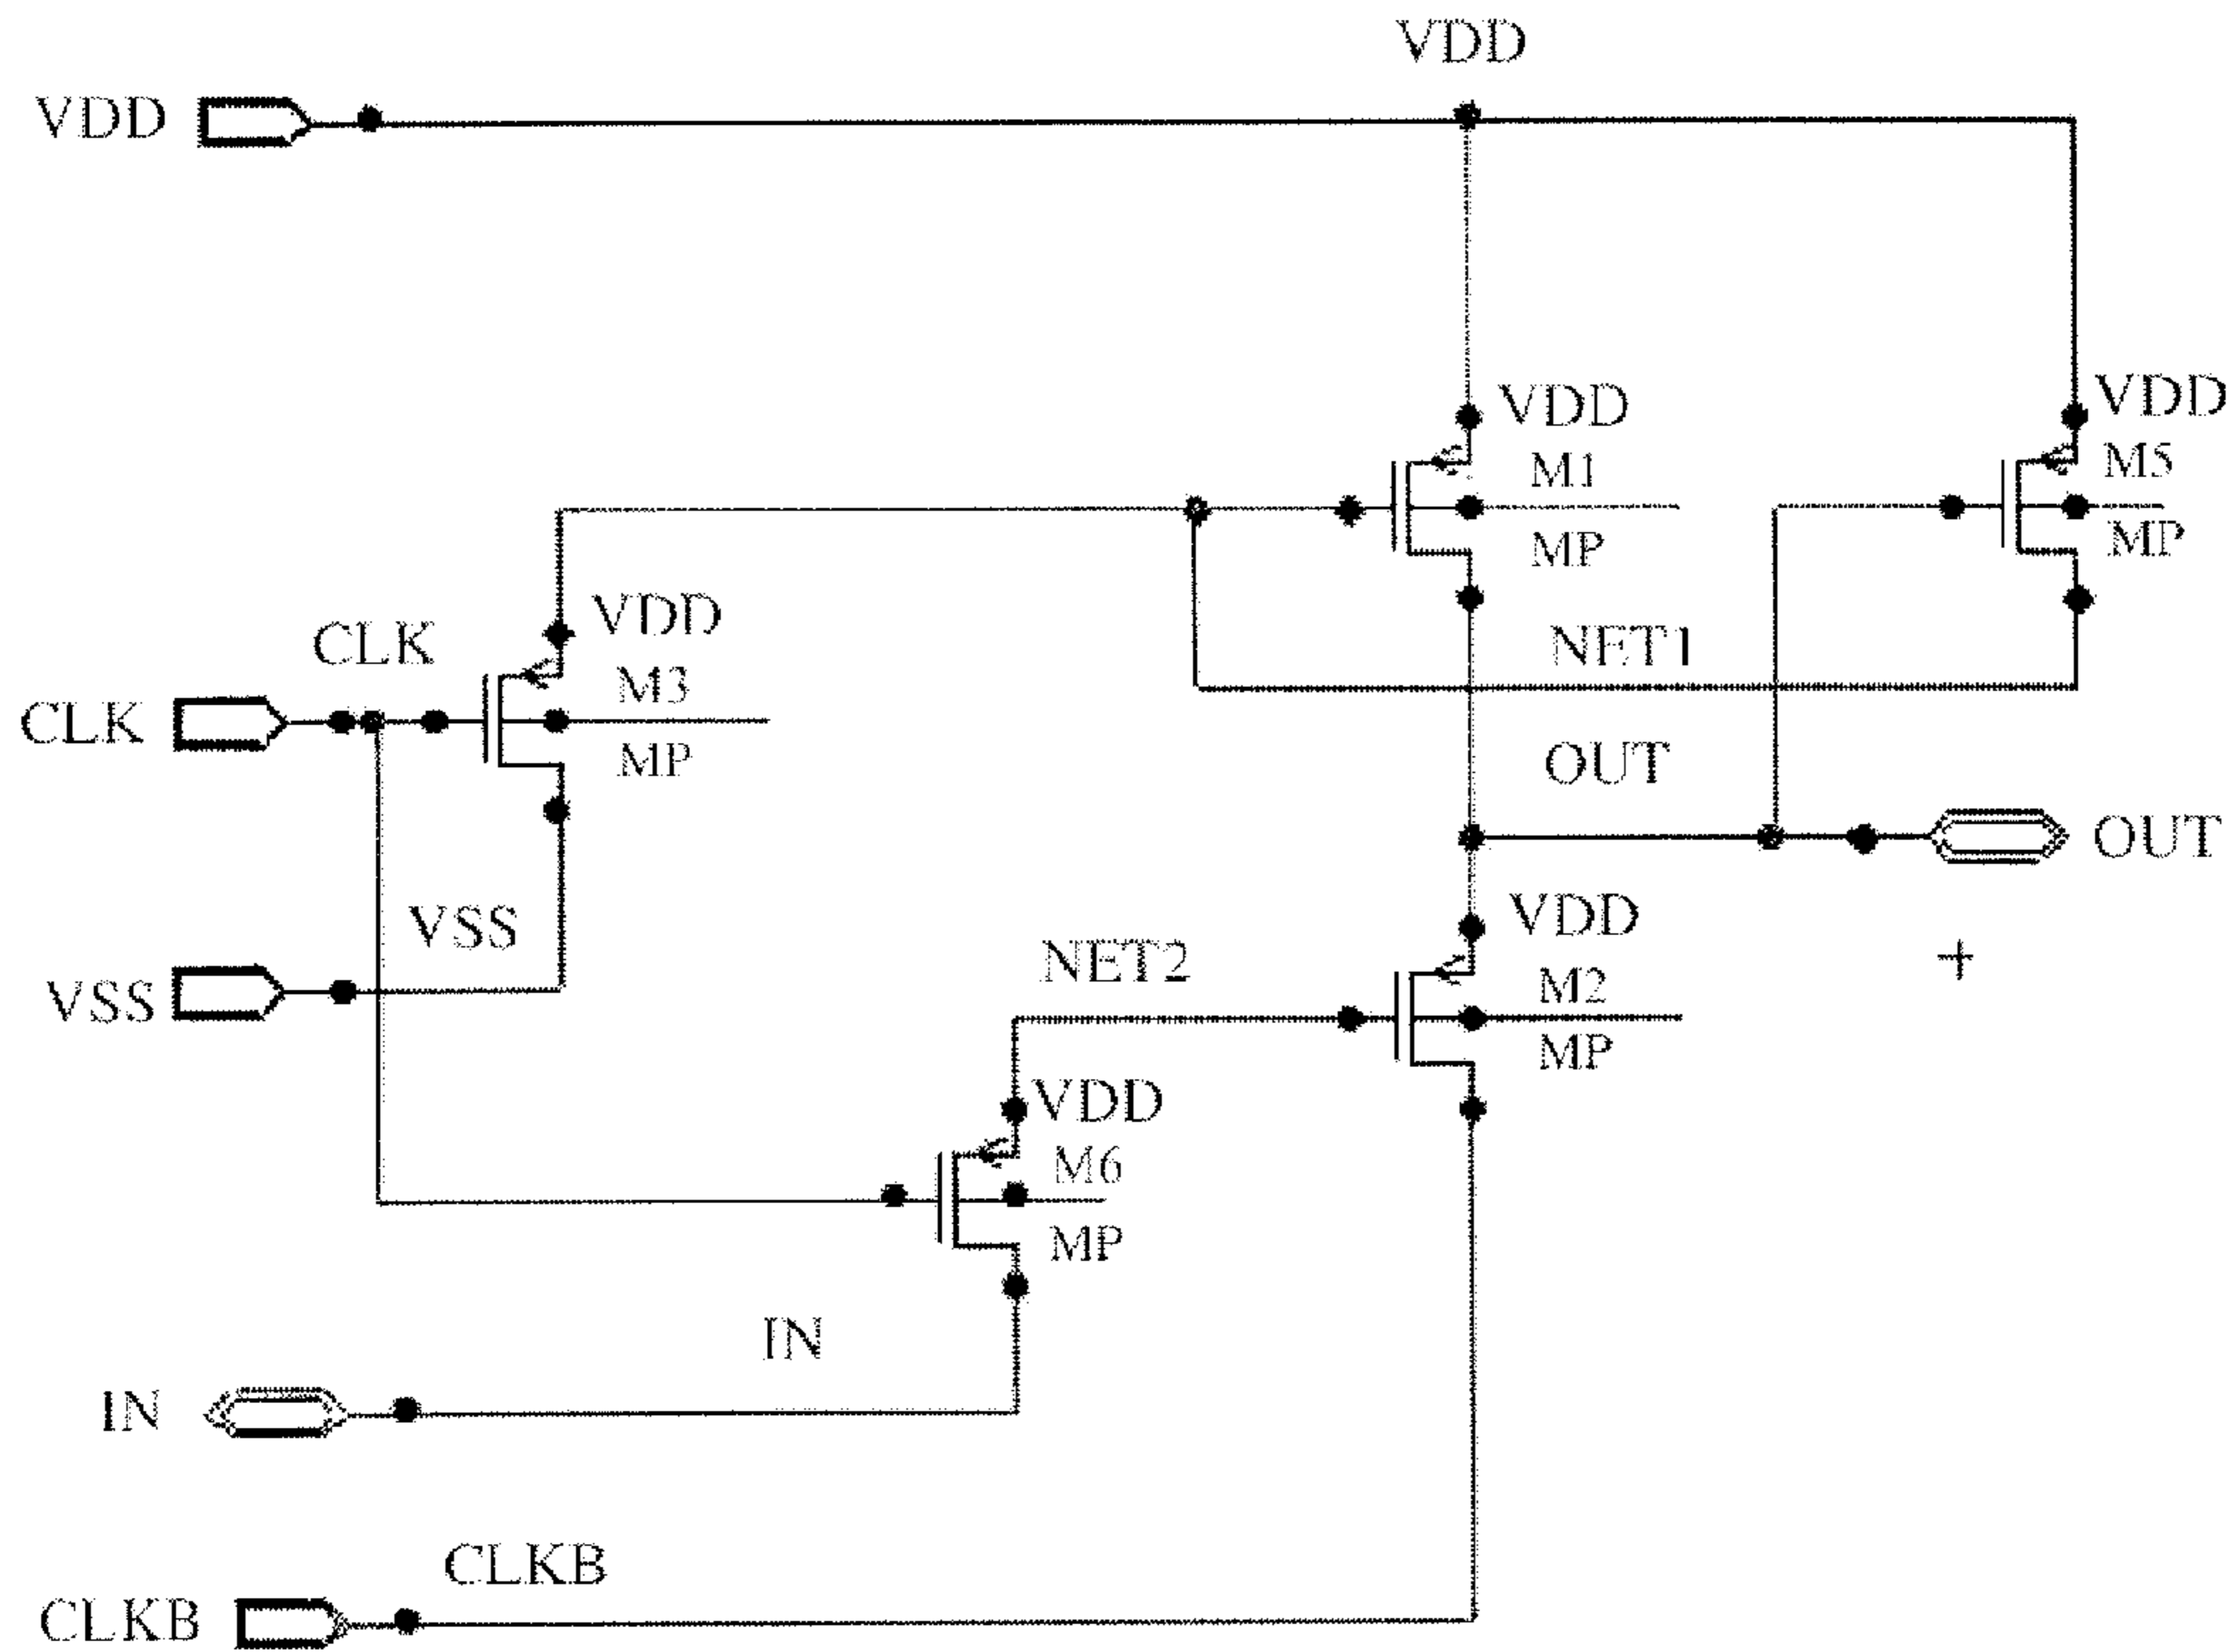 VDD
VDD
VDD
VDD
M1
M5
MP
MP
VDD
CLK
NET1
M3
CLK
MP
OUT
OUT
VDD
VSS
NET2
M2
VSS
MP
VDD
M6
MP
IN
IN
CLKB
CLKB
+